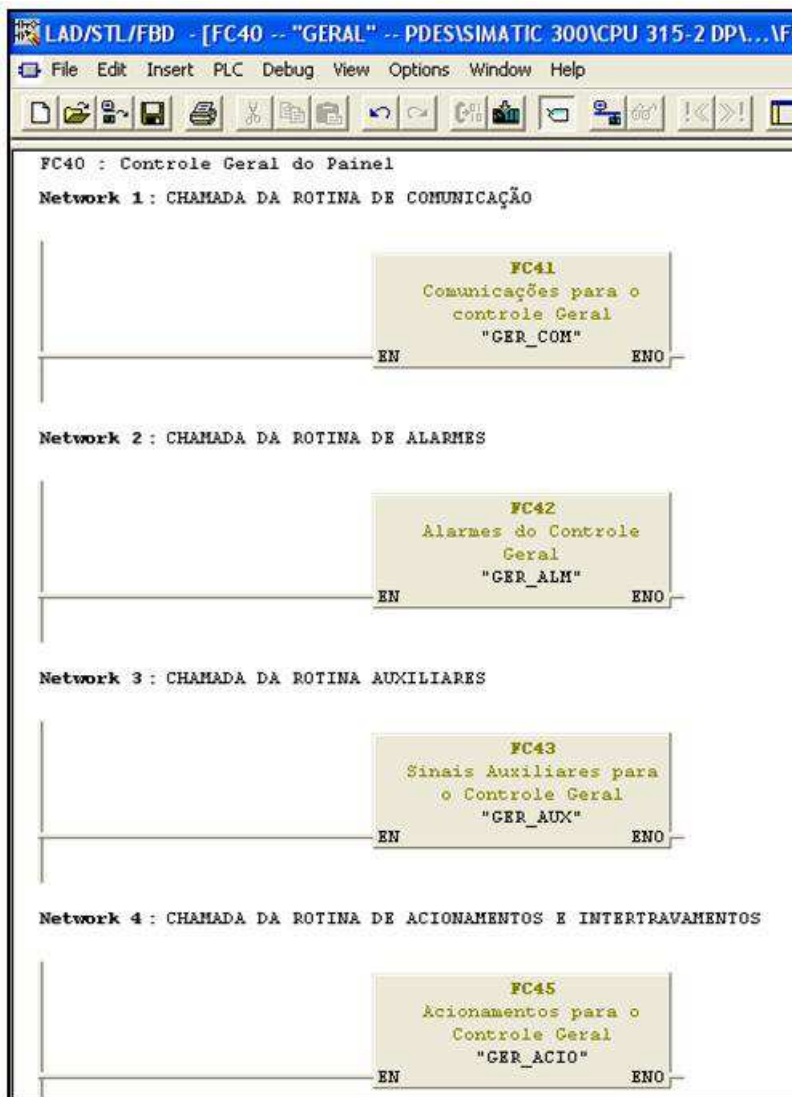 LAD/STL/FBD - [FC40 -- "GERAL" -- PDES\SIMATIC 300\CPU 315-2 DP\...\F
File Edit Insert PLC Debug View Options Window Help
FC40 : Controle Geral do Painel
Network 1 : CHAMADA DA ROTINA DE COMUNICAÇÃO
FC41
Comunicações para o
controle Geral
"GER_COM"
EN ENO
Network 2 : CHAMADA DA ROTINA DE ALARMES
FC42
Alarmes do Controle
Geral
"GER_ALM"
EN ENO
Network 3 : CHAMADA DA ROTINA AUXILIARES
FC43
Sinais Auxiliares para
o Controle Geral
"GER_AUX"
EN ENO
Network 4 : CHAMADA DA ROTINA DE ACIONAMENTOS E INTERTRAVAMENTOS
FC45
Acionamentos para o
Controle Geral
"GER_ACIO"
EN ENO